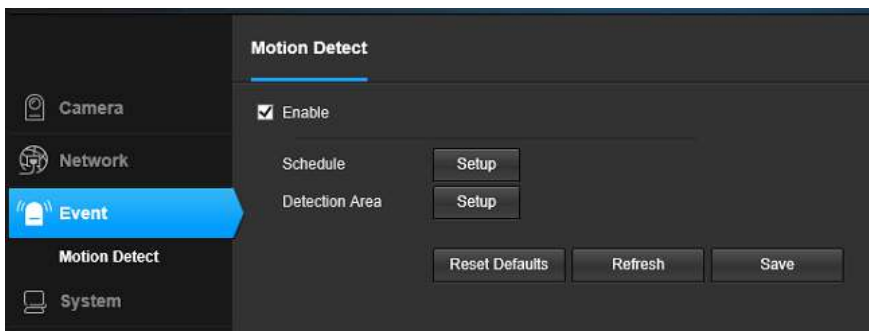 Motion Detect
Camera
Enable
Network
Schedule
Setup
Detection Area
Setup
Event
Motion Detect
Reset Defaults
Refresh
Save
System